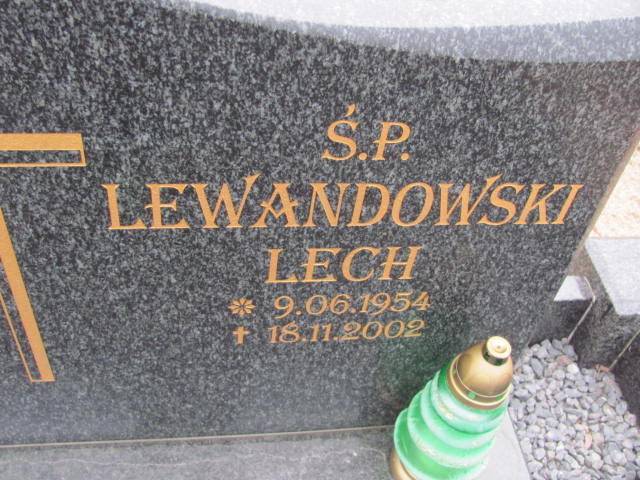 Ś.P.
LEWANDOWSKI
LECH
* 9.06.1954
✝ 18.11.2002